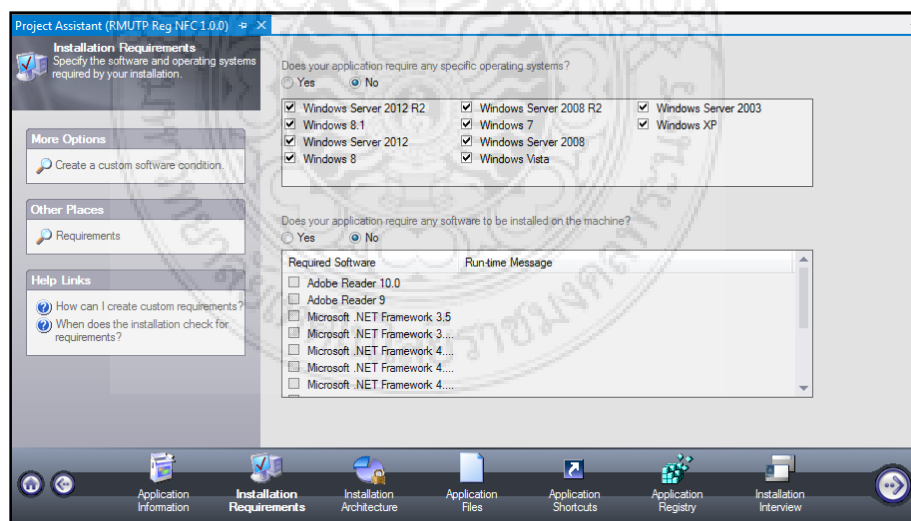 Project Assistant (RMUTP Reg NFC 1.0.0)
Installation Requirements
Specify the software and operating systems
required by your installation.
More Options
Create a custom software condition.
Other Places
Requirements
Help Links
How can I create custom requirements?
When does the installation check for
requirements?
Does your application require any specific operating systems?
Yes No
Windows Server 2012 R2 Windows Server 2008 R2 Windows Server 2003
Windows 8.1 Windows 7 Windows XP
Windows Server 2012 Windows Server 2008
Windows 8 Windows Vista
Does your application require any software to be installed on the machine?
Yes No
Required Software Run-time Message
Adobe Reader 10.0
Adobe Reader 9
Microsoft .NET Framework 3.5
Microsoft .NET Framework 3....
Microsoft .NET Framework 4....
Microsoft .NET Framework 4....
Microsoft .NET Framework 4....
Application Information
Installation Requirements
Installation Architecture
Application Files
Application Shortcuts
Application Registry
Installation Interview